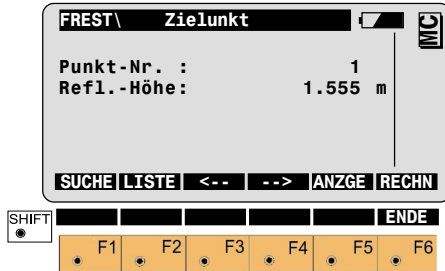 FREST\ Zielunkt
MC
Punkt-Nr. : 1
Refl.-Höhe: 1.555 m
SUCHE LISTE <-- --> ANZGE RECHN
SHIFT ENDE
F1 F2 F3 F4 F5 F6